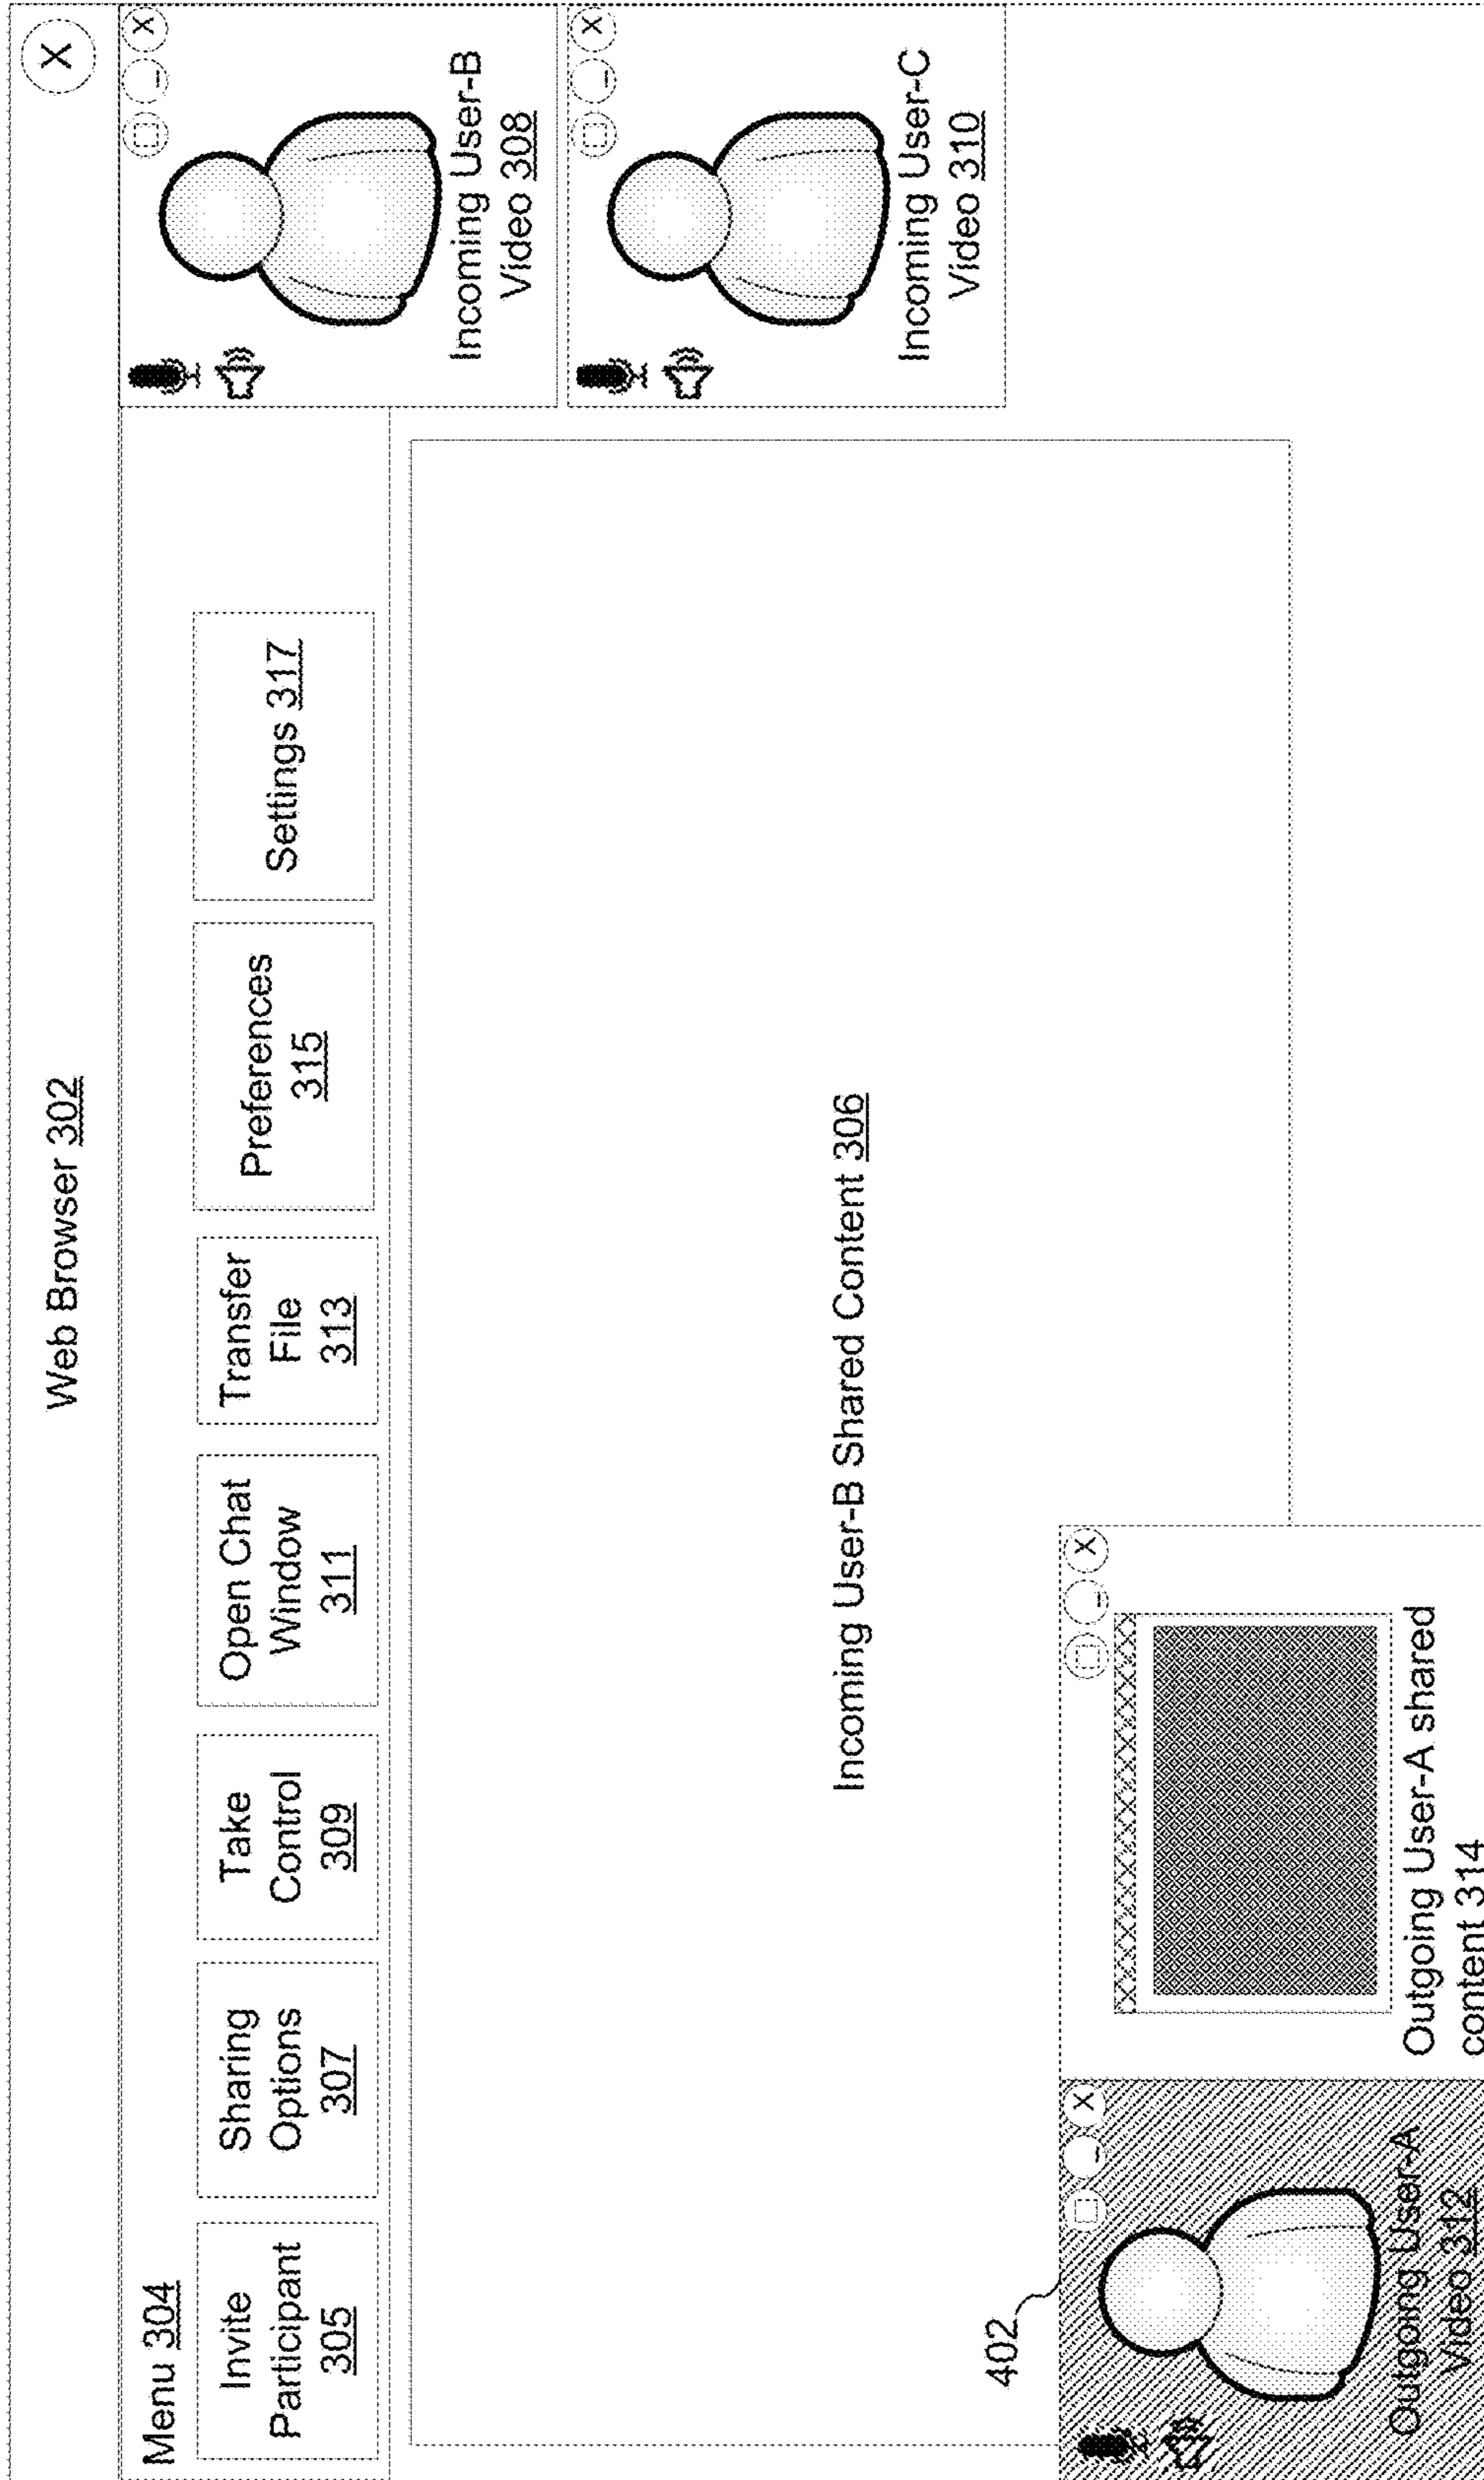 Web Browser 302
X
Menu 304
Invite
Participant
305
Sharing
Options
307
Take
Control
309
Open Chat
Window
311
Transfer
File
313
Preferences
315
Settings 317
X
Incoming User-B
Video 308
X
Incoming User-C
Video 310
Incoming User-B Shared Content 306
402
X
Outgoing User-A
Video 312
X
Outgoing User-A shared
content 314